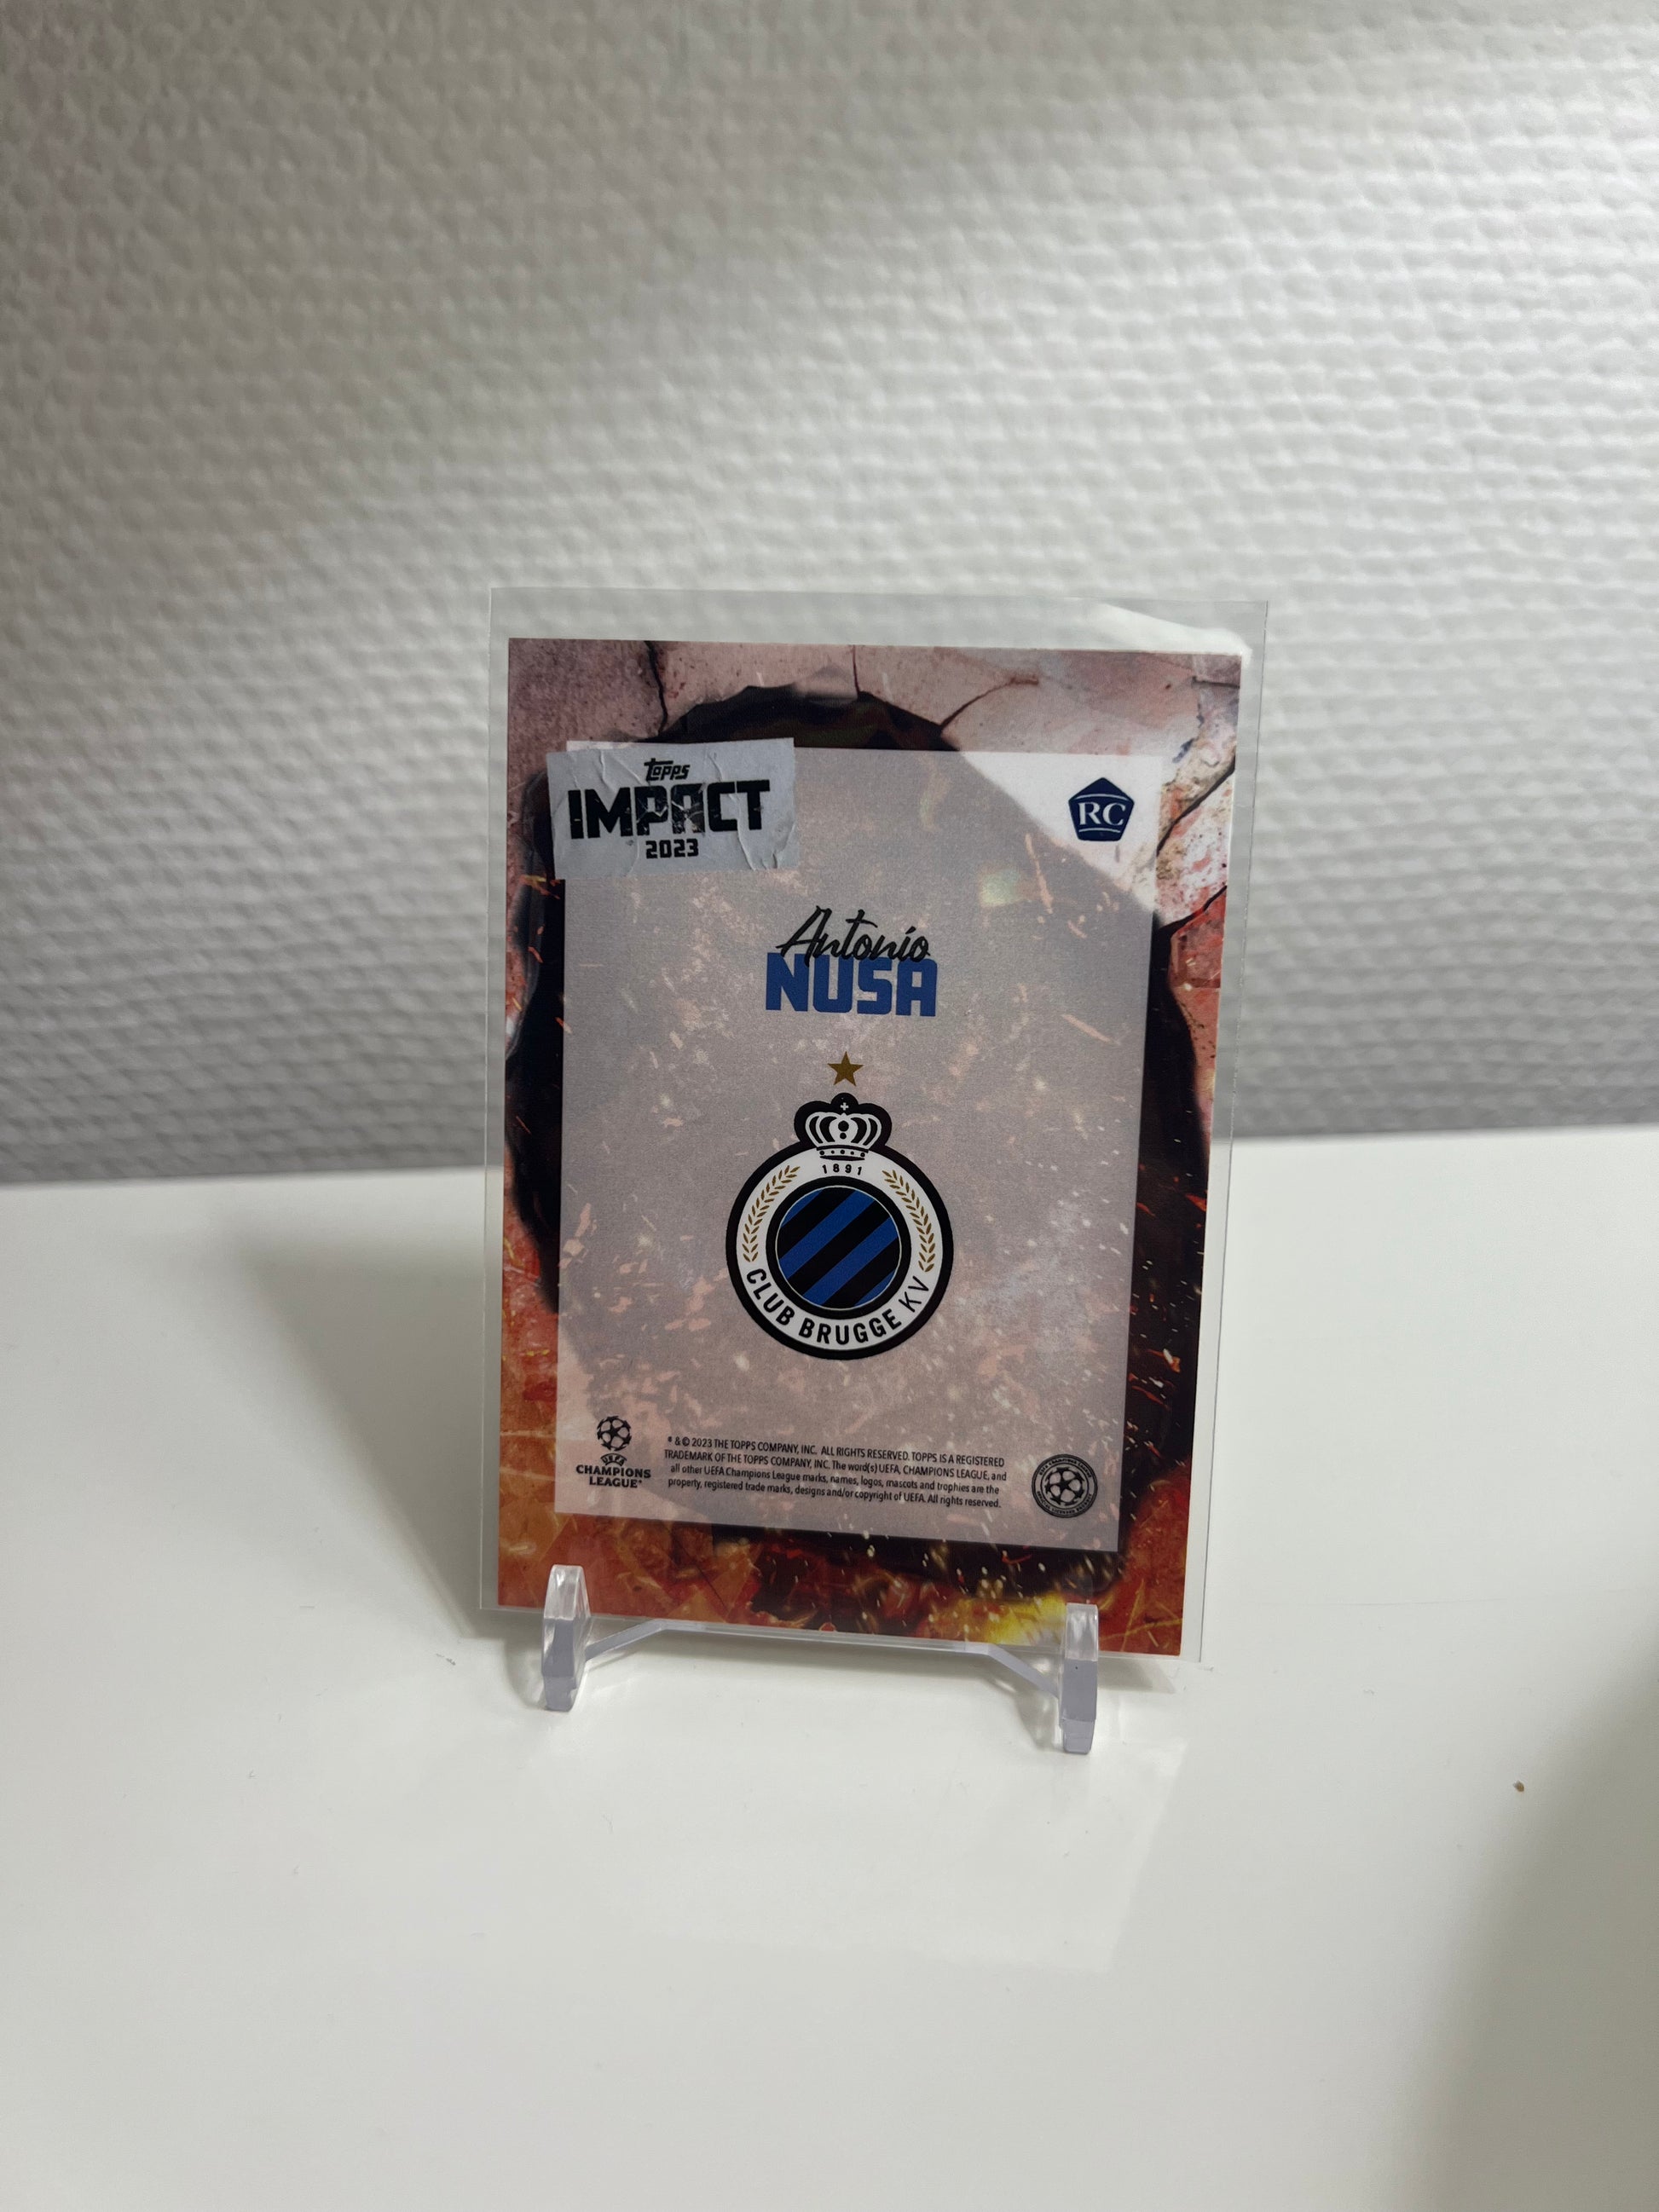 topps
IMPACT
2023
RC
Antonio
NUSA
1891
CLUB BRUGGE KV
UEFA
CHAMPIONS
LEAGUE®
® & © 2023 THE TOPPS COMPANY, INC. ALL RIGHTS RESERVED. TOPPS IS A REGISTERED
TRADEMARK OF THE TOPPS COMPANY, INC. The word(s) UEFA, CHAMPIONS LEAGUE, and
all other UEFA Champions League marks, names, logos, mascots and trophies are the
property, registered trade marks, designs and/or copyright of UEFA. All rights reserved.